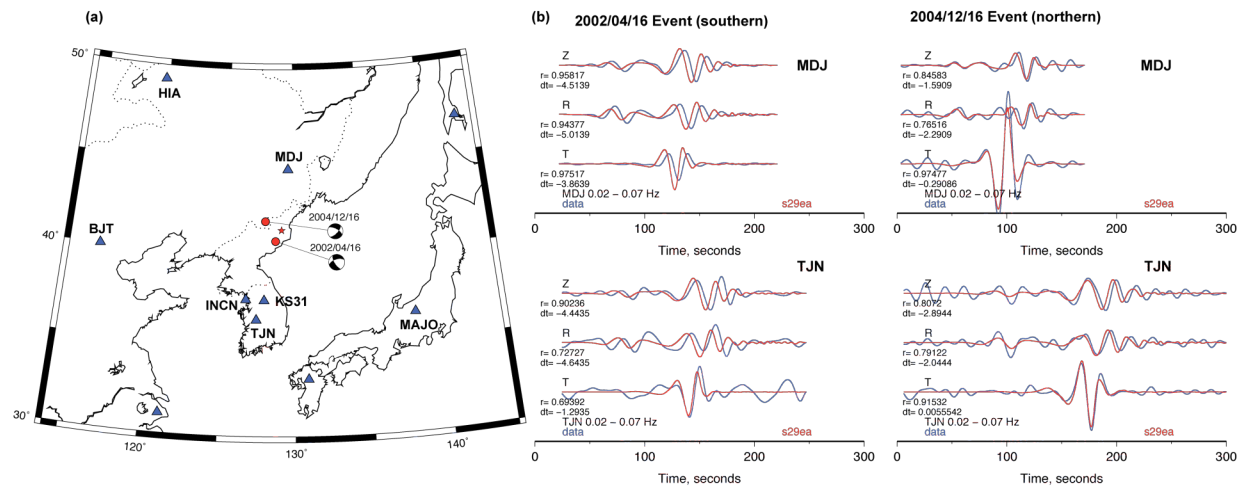 (a)
50°
HIA
MDJ
2004/12/16
BJT
40°
2002/04/16
INCN
KS31
TJN
MAJO
30°
120°
130°
140°
(b)
2002/04/16 Event (southern)
Z
MDJ
r= 0.95817
dt= −4.5139
R
r= 0.94377
dt= −5.0139
T
r= 0.97517
dt= −3.8639
MDJ 0.02 − 0.07 Hz
data
s29ea
0
100
200
300
Time, seconds
TJN
Z
r= 0.90236
dt= −4.4435
R
r= 0.72727
dt= −4.6435
T
r= 0.69392
dt= −1.2935
TJN 0.02 − 0.07 Hz
data
s29ea
0
100
200
300
Time, seconds
2004/12/16 Event (northern)
Z
MDJ
r= 0.84583
dt= −1.5909
R
r= 0.76516
dt= −2.2909
T
r= 0.97477
dt= −0.29086
MDJ 0.02 − 0.07 Hz
data
s29ea
0
100
200
300
Time, seconds
TJN
Z
r= 0.8072
dt= −2.8944
R
r= 0.79122
dt= −2.0444
T
r= 0.91532
dt= 0.0055542
TJN 0.02 − 0.07 Hz
data
s29ea
0
100
200
300
Time, seconds